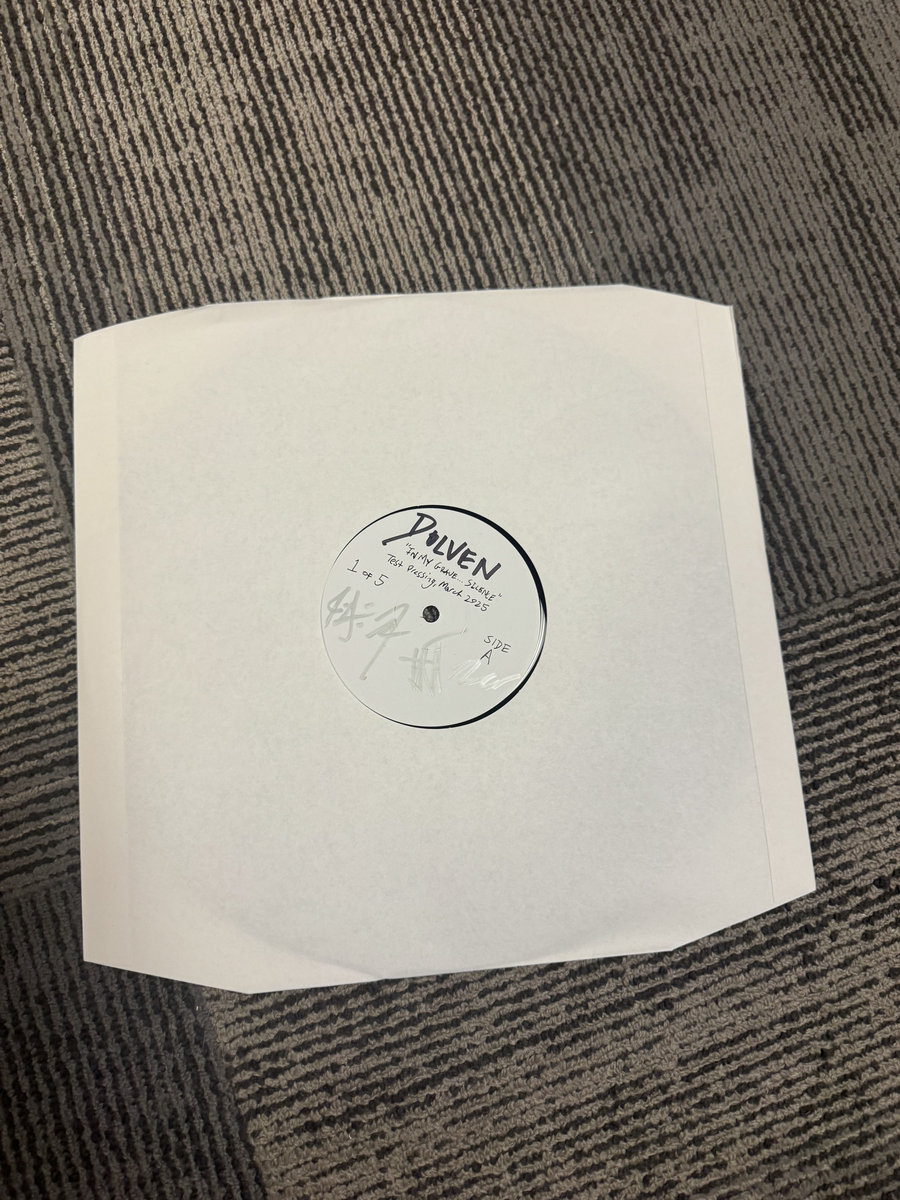 DOLVEN
"IN MY GRAVE... SILENCE"
Test Pressing, March 2025
1 of 5
SIDE
A